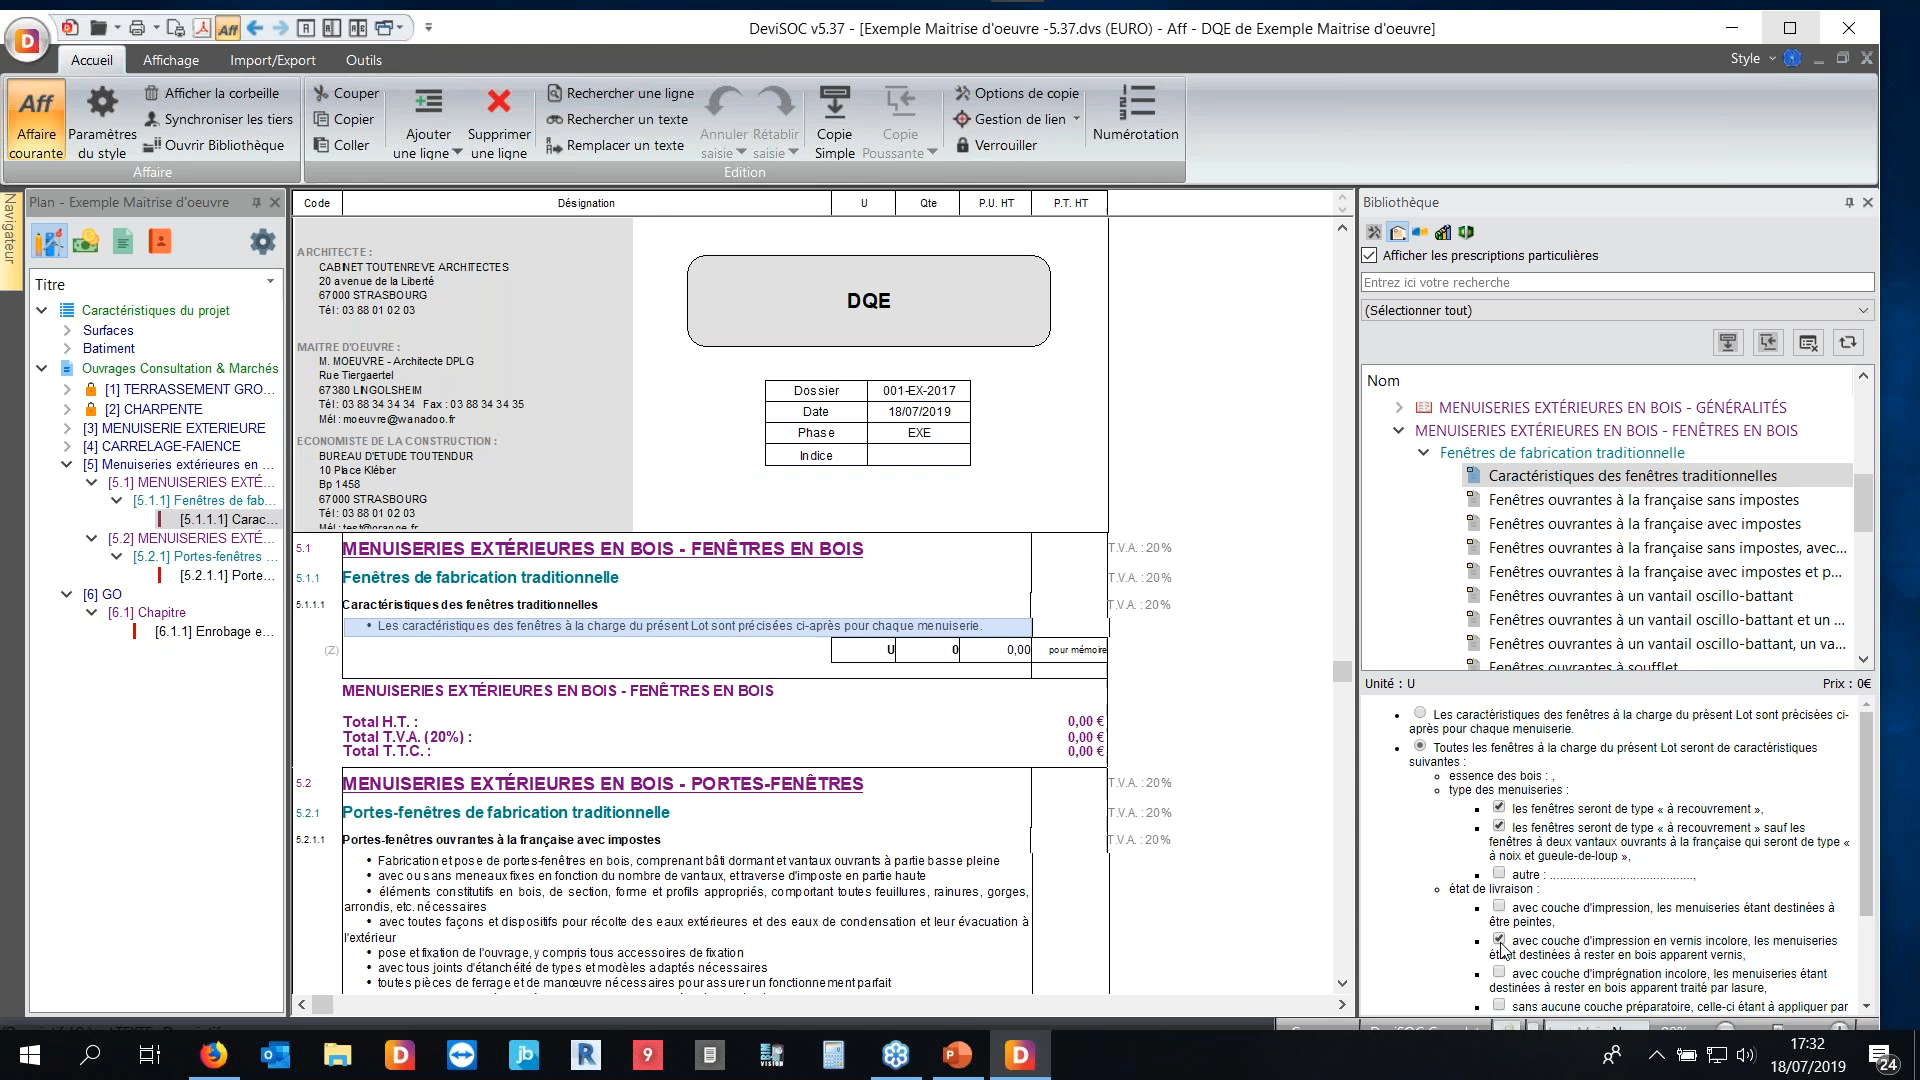 DeviSOC v5.37 - [Exemple Maitrise d'oeuvre -5.37.dvs (EURO) - Aff - DQE de Exemple Maitrise d'oeuvre]
Accueil Affichage Import/Export Outils Style
Aff Affaire courante
Paramètres du style
Afficher la corbeille
Synchroniser les tiers
Ouvrir Bibliothèque
Affaire
Couper
Copier
Coller
Ajouter une ligne
Supprimer une ligne
Rechercher une ligne
Rechercher un texte
Remplacer un texte
Annuler saisie
Rétablir saisie
Copie Simple
Copie Poussante
Options de copie
Gestion de lien
Verrouiller
Numérotation
Edition
Navigateur
Plan - Exemple Maitrise d'oeuvre
Titre
Caractéristiques du projet
Surfaces
Batiment
Ouvrages Consultation & Marchés
[1] TERRASSEMENT GRO...
[2] CHARPENTE
[3] MENUISERIE EXTERIEURE
[4] CARRELAGE-FAIENCE
[5] Menuiseries extérieures en ...
[5.1] MENUISERIES EXTÉ...
[5.1.1] Fenêtres de fab...
[5.1.1.1] Carac...
[5.2] MENUISERIES EXTÉ...
[5.2.1] Portes-fenêtres ...
[5.2.1.1] Porte...
[6] GO
[6.1] Chapitre
[6.1.1] Enrobage e...
Code Désignation U Qte P.U. HT P.T. HT
ARCHITECTE :
CABINET TOUTENREVE ARCHITECTES
20 avenue de la Liberté
67000 STRASBOURG
Tél : 03 88 01 02 03
MAITRE D'OEUVRE :
M. MOEUVRE - Architecte DPLG
Rue Tiergaertel
67380 LINGOLSHEIM
Tél : 03 88 34 34 34 Fax : 03 88 34 34 35
Mél : moeuvre@wanadoo.fr
ECONOMISTE DE LA CONSTRUCTION :
BUREAU D'ETUDE TOUTENDUR
10 Place Kléber
Bp 1458
67000 STRASBOURG
Tél : 03 88 01 02 03
Mél : test@orange.fr
DQE
Dossier 001-EX-2017
Date 18/07/2019
Phase EXE
Indice
5.1 MENUISERIES EXTÉRIEURES EN BOIS - FENÊTRES EN BOIS T.V.A. : 20%
5.1.1 Fenêtres de fabrication traditionnelle T.V.A. : 20%
5.1.1.1 Caractéristiques des fenêtres traditionnelles T.V.A. : 20%
• Les caractéristiques des fenêtres à la charge du présent Lot sont précisées ci-après pour chaque menuiserie.
(Z) U 0 0,00 pour mémoire
MENUISERIES EXTÉRIEURES EN BOIS - FENÊTRES EN BOIS
Total H.T. : 0,00 €
Total T.V.A. (20%) : 0,00 €
Total T.T.C. : 0,00 €
5.2 MENUISERIES EXTÉRIEURES EN BOIS - PORTES-FENÊTRES T.V.A. : 20%
5.2.1 Portes-fenêtres de fabrication traditionnelle T.V.A. : 20%
5.2.1.1 Portes-fenêtres ouvrantes à la française avec impostes T.V.A. : 20%
• Fabrication et pose de portes-fenêtres en bois, comprenant bâti dormant et vantaux ouvrants à partie basse pleine
• avec ou sans meneaux fixes en fonction du nombre de vantaux, et traverse d'imposte en partie haute
• éléments constitutifs en bois, de section, forme et profils appropriés, comportant toutes feuillures, rainures, gorges,
arrondis, etc. nécessaires
• avec toutes façons et dispositifs pour récolte des eaux extérieures et des eaux de condensation et leur évacuation à
l'extérieur
• pose et fixation de l'ouvrage, y compris tous accessoires de fixation
• avec tous joints d'étanchéité de types et modèles adaptés nécessaires
• toutes pièces de ferrage et de manœuvre nécessaires pour assurer un fonctionnement parfait
Bibliothèque
Afficher les prescriptions particulières
Entrez ici votre recherche
(Sélectionner tout)
Nom
MENUISERIES EXTÉRIEURES EN BOIS - GÉNÉRALITÉS
MENUISERIES EXTÉRIEURES EN BOIS - FENÊTRES EN BOIS
Fenêtres de fabrication traditionnelle
Caractéristiques des fenêtres traditionnelles
Fenêtres ouvrantes à la française sans impostes
Fenêtres ouvrantes à la française avec impostes
Fenêtres ouvrantes à la française sans impostes, avec...
Fenêtres ouvrantes à la française avec impostes et p...
Fenêtres ouvrantes à un vantail oscillo-battant
Fenêtres ouvrantes à un vantail oscillo-battant et un ...
Fenêtres ouvrantes à un vantail oscillo-battant, un va...
Fenêtres ouvrantes à soufflet
Unité : U Prix : 0€
• Les caractéristiques des fenêtres à la charge du présent Lot sont précisées ci-
après pour chaque menuiserie.
• Toutes les fenêtres à la charge du présent Lot seront de caractéristiques
suivantes :
essence des bois : ,
type des menuiseries :
les fenêtres seront de type « à recouvrement »,
les fenêtres seront de type « à recouvrement » sauf les
fenêtres à deux vantaux ouvrants à la française qui seront de type «
à noix et gueule-de-loup »,
autre : ..........................................,
état de livraison :
avec couche d'impression, les menuiseries étant destinées à
être peintes,
avec couche d'impression en vernis incolore, les menuiseries
étant destinées à rester en bois apparent vernis,
avec couche d'imprégnation incolore, les menuiseries étant
destinées à rester en bois apparent traité par lasure,
sans aucune couche préparatoire, celle-ci étant à appliquer par
17:32
18/07/2019
24